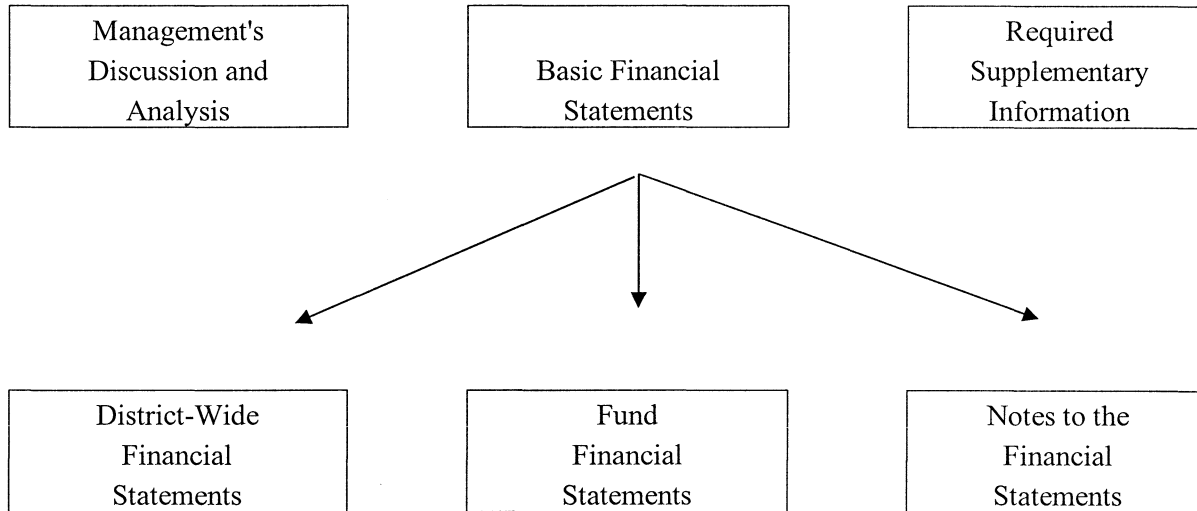 Management's
Discussion and
Analysis
Basic Financial
Statements
Required
Supplementary
Information
District-Wide
Financial
Statements
Fund
Financial
Statements
Notes to the
Financial
Statements